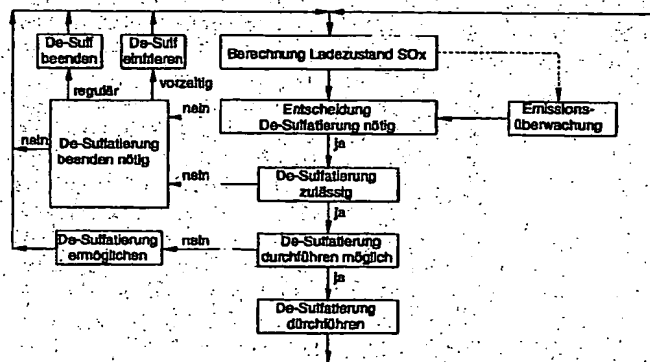 De-Sulf
beenden
De-Sulf
einfrieren
Berechnung Ladezustand SOx
regulär
vorzeitig
nein
Entscheidung
De-Sulfatierung nötig
Emissions-
überwachung
nein
De-Sulfatierung
beenden nötig
ja
nein
De-Sulfatierung
zulässig
ja
De-Sulfatierung
ermöglichen
nein
De-Sulfatierung
durchführen möglich
ja
De-Sulfatierung
durchführen